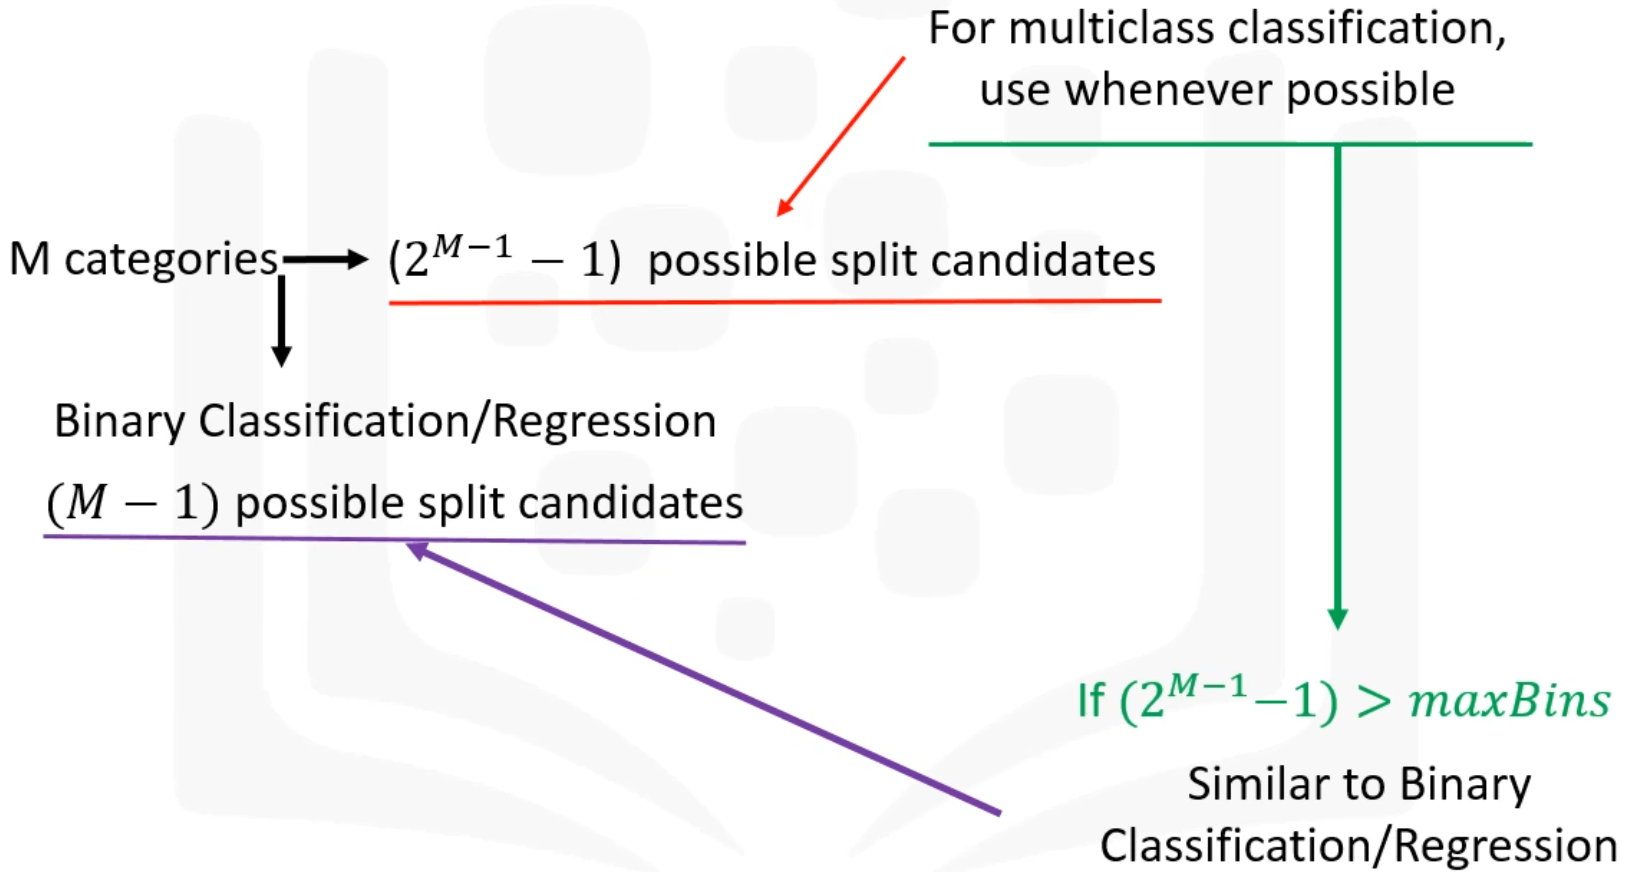 For multiclass classification,
use whenever possible
M categories
(2^{M−1} − 1) possible split candidates
Binary Classification/Regression
(M − 1) possible split candidates
If (2^{M−1}−1) > maxBins
Similar to Binary
Classification/Regression